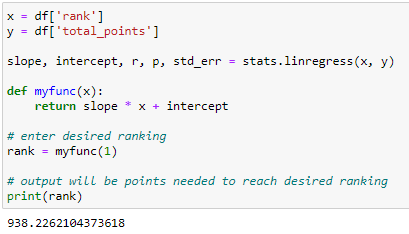 x = df['rank']
y = df['total_points']
slope, intercept, r, p, std_err = stats.linregress(x, y)
def myfunc(x):
    return slope * x + intercept
# enter desired ranking
rank = myfunc(1)
# output will be points needed to reach desired ranking
print(rank)
938.2262104373618